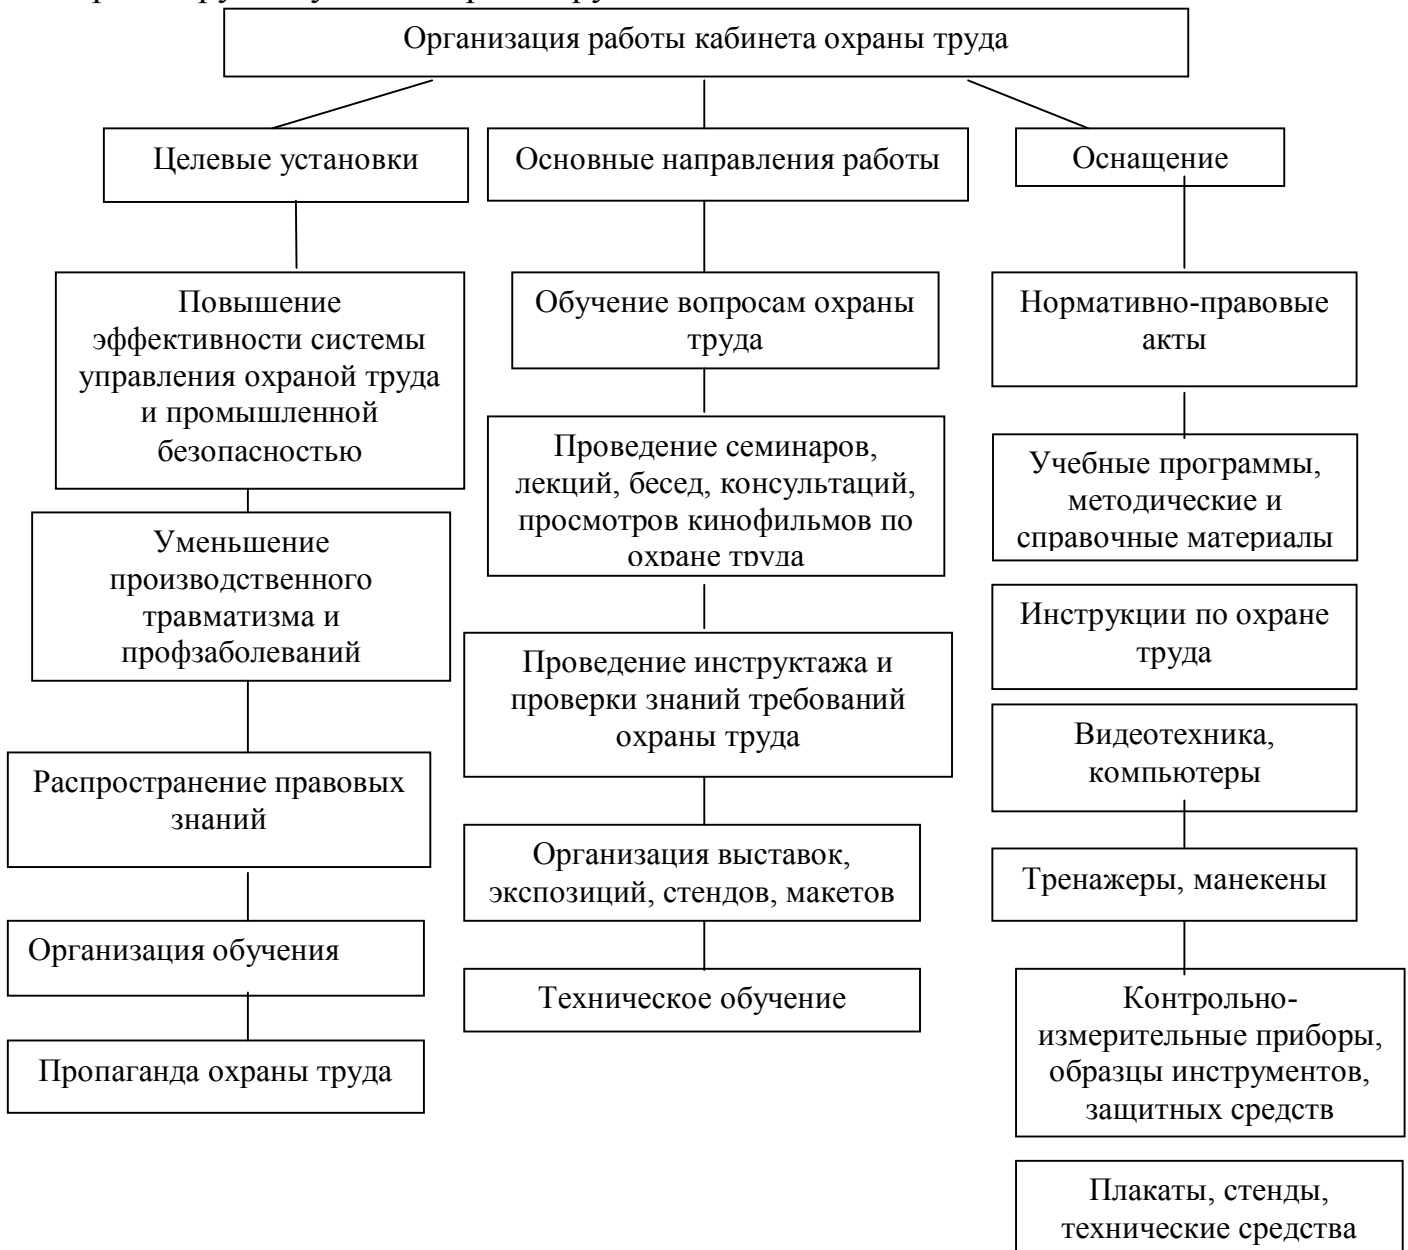 Организация работы кабинета охраны труда
Целевые установки
Основные направления работы
Оснащение
Повышение
эффективности системы
управления охраной труда
и промышленной
безопасностью
Уменьшение
производственного
травматизма и
профзаболеваний
Распространение правовых
знаний
Организация обучения
Пропаганда охраны труда
Обучение вопросам охраны
труда
Проведение семинаров,
лекций, бесед, консультаций,
просмотров кинофильмов по
охране труда
Проведение инструктажа и
проверки знаний требований
охраны труда
Организация выставок,
экспозиций, стендов, макетов
Техническое обучение
Нормативно-правовые
акты
Учебные программы,
методические и
справочные материалы
Инструкции по охране
труда
Видеотехника,
компьютеры
Тренажеры, манекены
Контрольно-
измерительные приборы,
образцы инструментов,
защитных средств
Плакаты, стенды,
технические средства